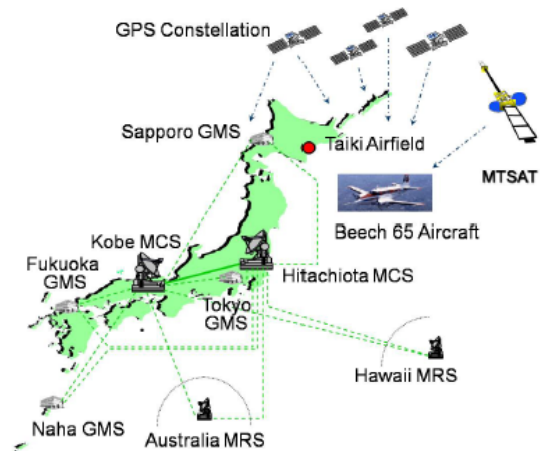 GPS Constellation
Sapporo GMS
Taiki Airfield
MTSAT
Beech 65 Aircraft
Kobe MCS
Fukuoka
GMS
Hitachiota MCS
Tokyo
GMS
Hawaii MRS
Naha GMS
Australia MRS